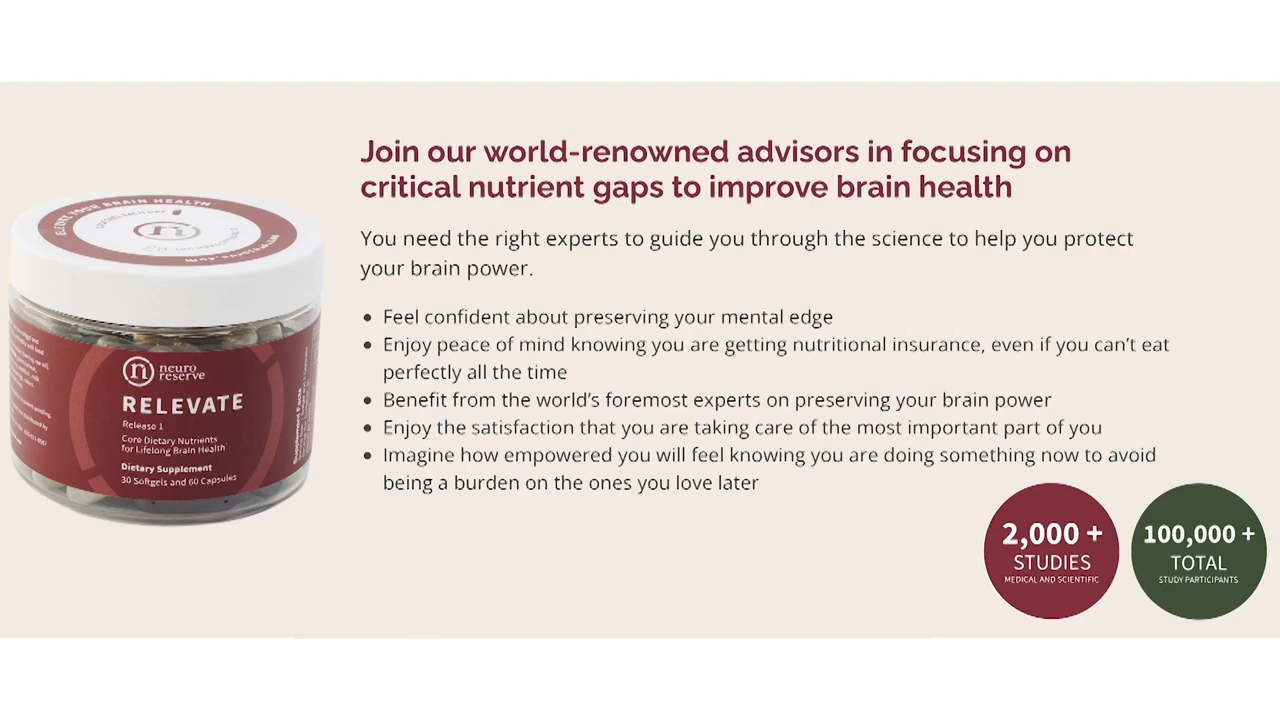 Join our world-renowned advisors in focusing on
critical nutrient gaps to improve brain health
You need the right experts to guide you through the science to help you protect
your brain power.
• Feel confident about preserving your mental edge
• Enjoy peace of mind knowing you are getting nutritional insurance, even if you can’t eat
perfectly all the time
• Benefit from the world’s foremost experts on preserving your brain power
• Enjoy the satisfaction that you are taking care of the most important part of you
• Imagine how empowered you will feel knowing you are doing something now to avoid
being a burden on the ones you love later
BRAIN HEALTH
neuro
reserve
RELEVATE
Release 1
Core Dietary Nutrients
for Lifelong Brain Health
Dietary Supplement
30 Softgels and 60 Capsules
2,000 +
STUDIES
MEDICAL AND SCIENTIFIC
100,000 +
TOTAL
STUDY PARTICIPANTS